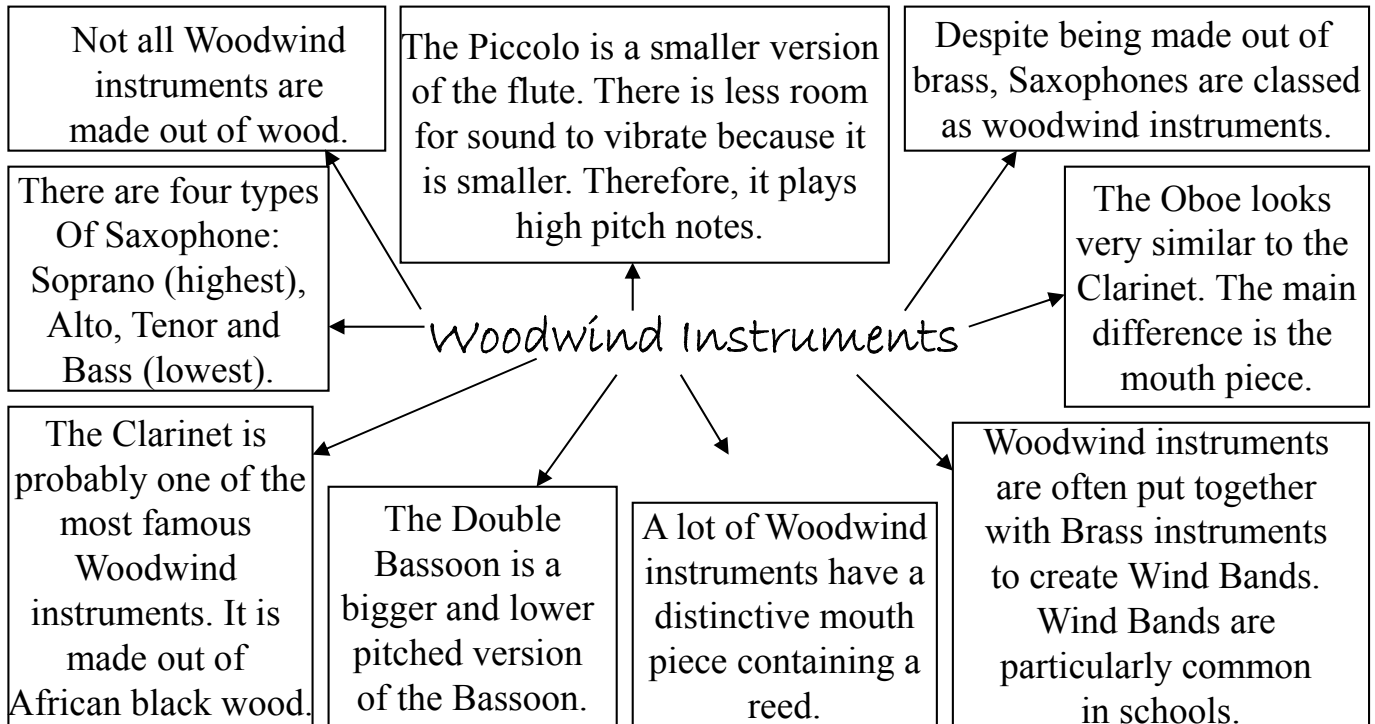 Not all Woodwind
instruments are
made out of wood.
The Piccolo is a smaller version
of the flute. There is less room
for sound to vibrate because it
is smaller. Therefore, it plays
high pitch notes.
Despite being made out of
brass, Saxophones are classed
as woodwind instruments.
There are four types
Of Saxophone:
Soprano (highest),
Alto, Tenor and
Bass (lowest).
Woodwind Instruments
The Oboe looks
very similar to the
Clarinet. The main
difference is the
mouth piece.
The Clarinet is
probably one of the
most famous
Woodwind
instruments. It is
made out of
African black wood.
The Double
Bassoon is a
bigger and lower
pitched version
of the Bassoon.
A lot of Woodwind
instruments have a
distinctive mouth
piece containing a
reed.
Woodwind instruments
are often put together
with Brass instruments
to create Wind Bands.
Wind Bands are
particularly common
in schools.